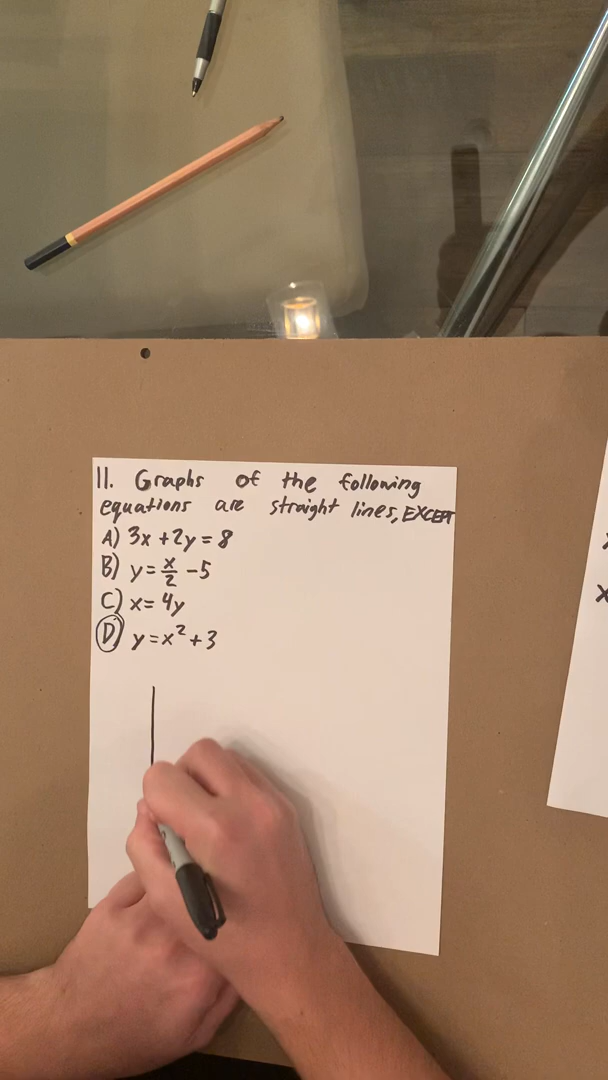 11. Graphs of the following
equations are straight lines, EXCEPT
A) 3x + 2y = 8
B) y = x/2 - 5
C) x = 4y
D) y = x² + 3
x